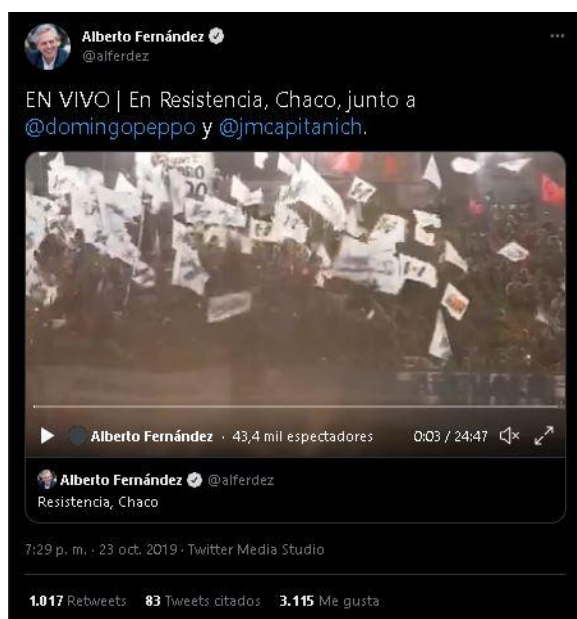 Alberto Fernández
@alferdez
EN VIVO | En Resistencia, Chaco, junto a
@domingopeppo y @jmcapitanich.
Alberto Fernández · 43,4 mil espectadores 0:03 / 24:47
Alberto Fernández @alferdez
Resistencia, Chaco
7:29 p. m. · 23 oct. 2019 · Twitter Media Studio
1.017 Retweets 83 Tweets citados 3.115 Me gusta